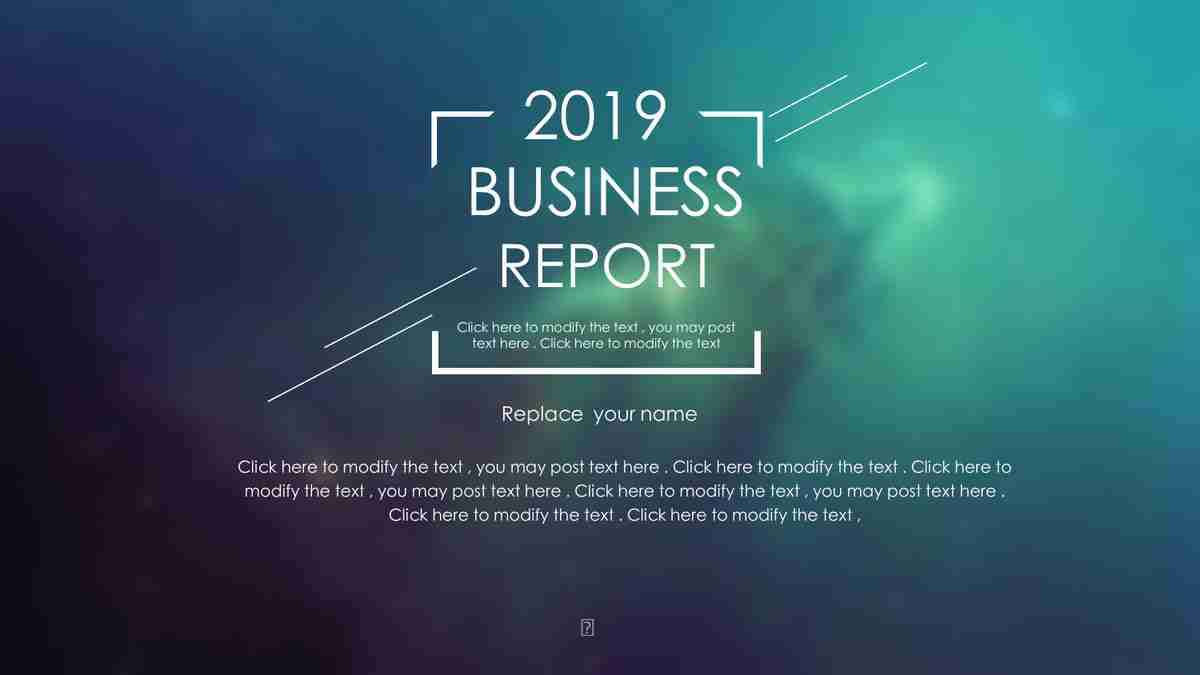 2019
BUSINESS
REPORT
Click here to modify the text , you may post
text here . Click here to modify the text
Replace  your name
Click here to modify the text , you may post text here . Click here to modify the text . Click here to
modify the text , you may post text here . Click here to modify the text , you may post text here .
Click here to modify the text . Click here to modify the text ,